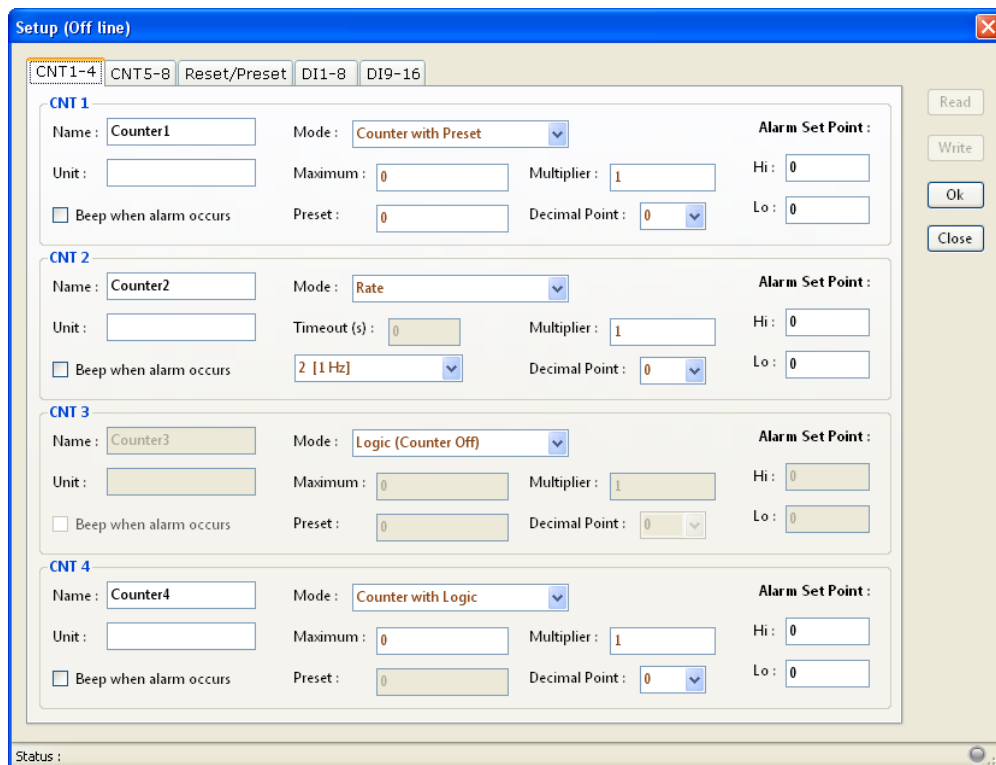 Setup (Off line)
CNT1-4 CNT5-8 Reset/Preset DI1-8 DI9-16
CNT 1
Name : Counter1 Mode : Counter with Preset Alarm Set Point :
Unit : Maximum : 0 Multiplier : 1 Hi : 0
Beep when alarm occurs Preset : 0 Decimal Point : 0 Lo : 0
CNT 2
Name : Counter2 Mode : Rate Alarm Set Point :
Unit : Timeout (s) : 0 Multiplier : 1 Hi : 0
Beep when alarm occurs 2 [1 Hz] Decimal Point : 0 Lo : 0
CNT 3
Name : Counter3 Mode : Logic (Counter Off) Alarm Set Point :
Unit : Maximum : 0 Multiplier : 1 Hi : 0
Beep when alarm occurs Preset : 0 Decimal Point : 0 Lo : 0
CNT 4
Name : Counter4 Mode : Counter with Logic Alarm Set Point :
Unit : Maximum : 0 Multiplier : 1 Hi : 0
Beep when alarm occurs Preset : 0 Decimal Point : 0 Lo : 0
Read
Write
Ok
Close
Status :